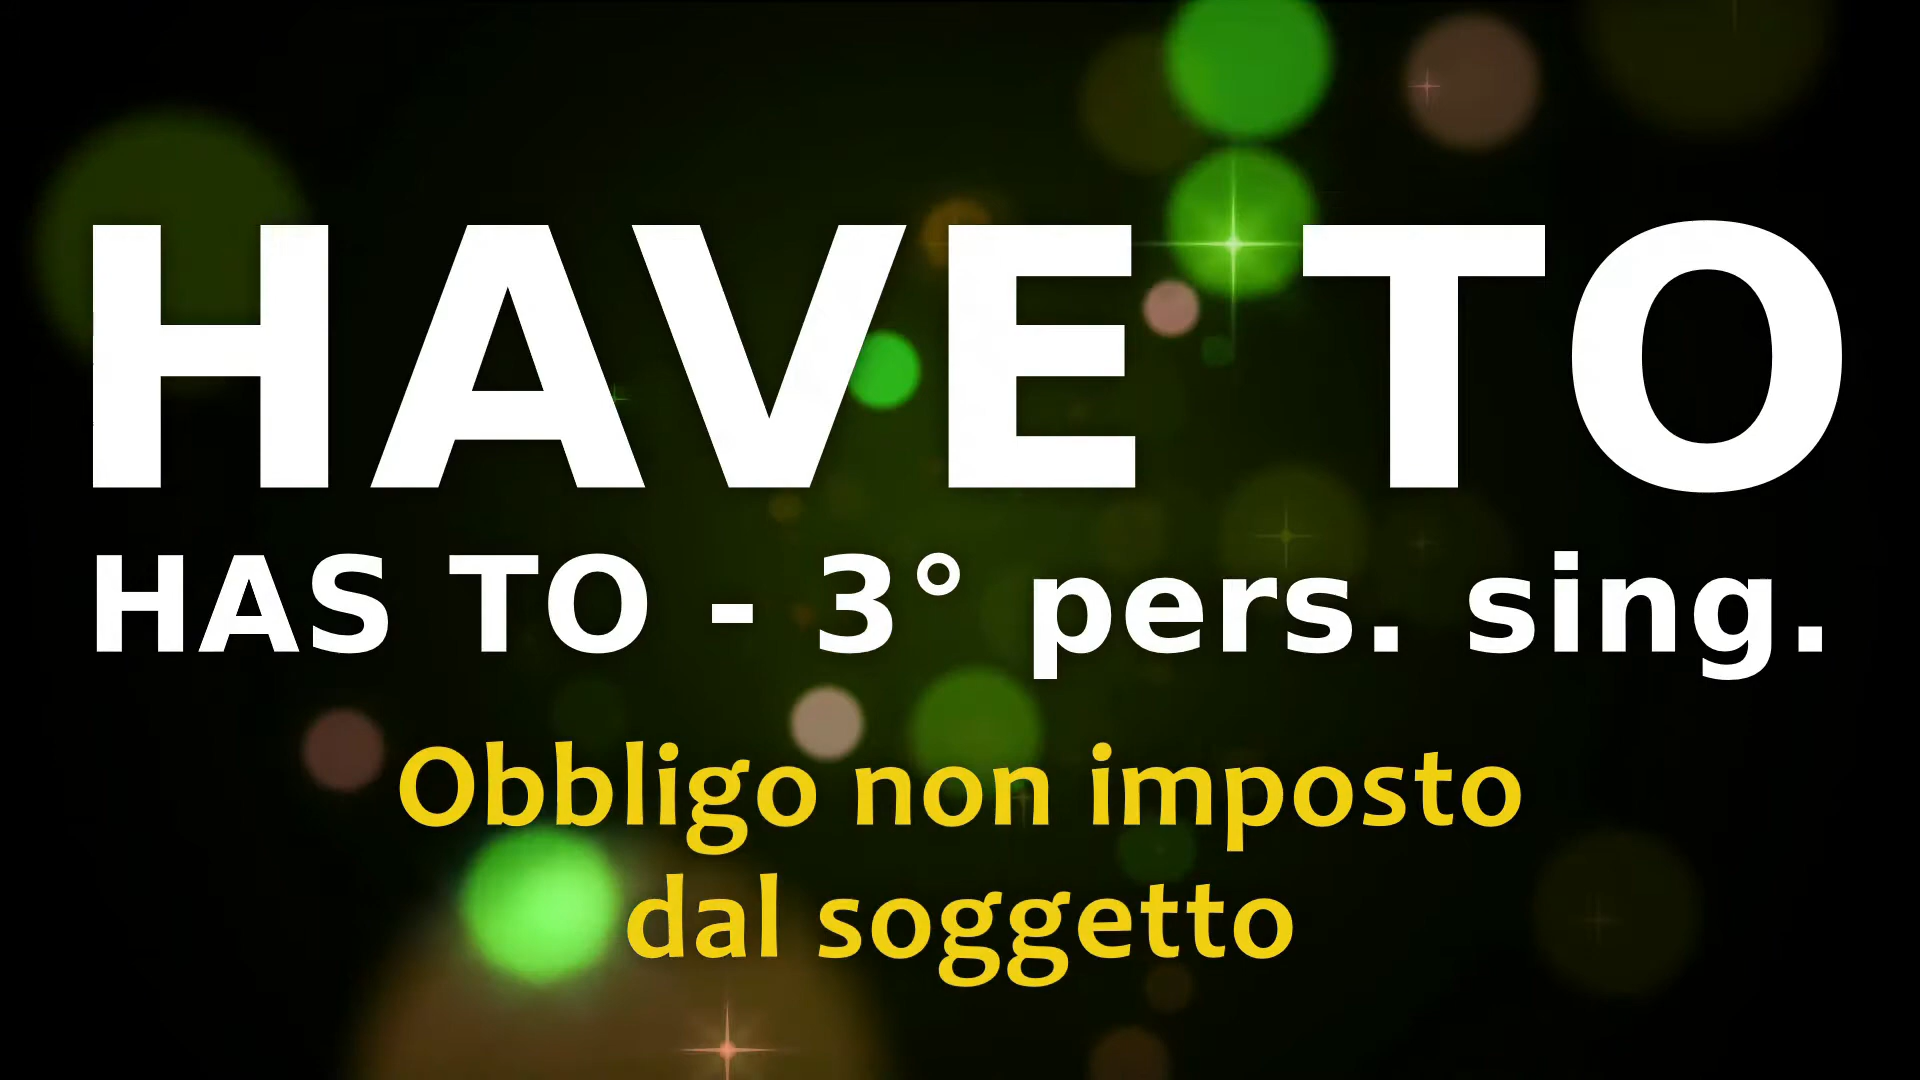 HAVE TO
HAS TO - 3° pers. sing.
Obbligo non imposto
dal soggetto